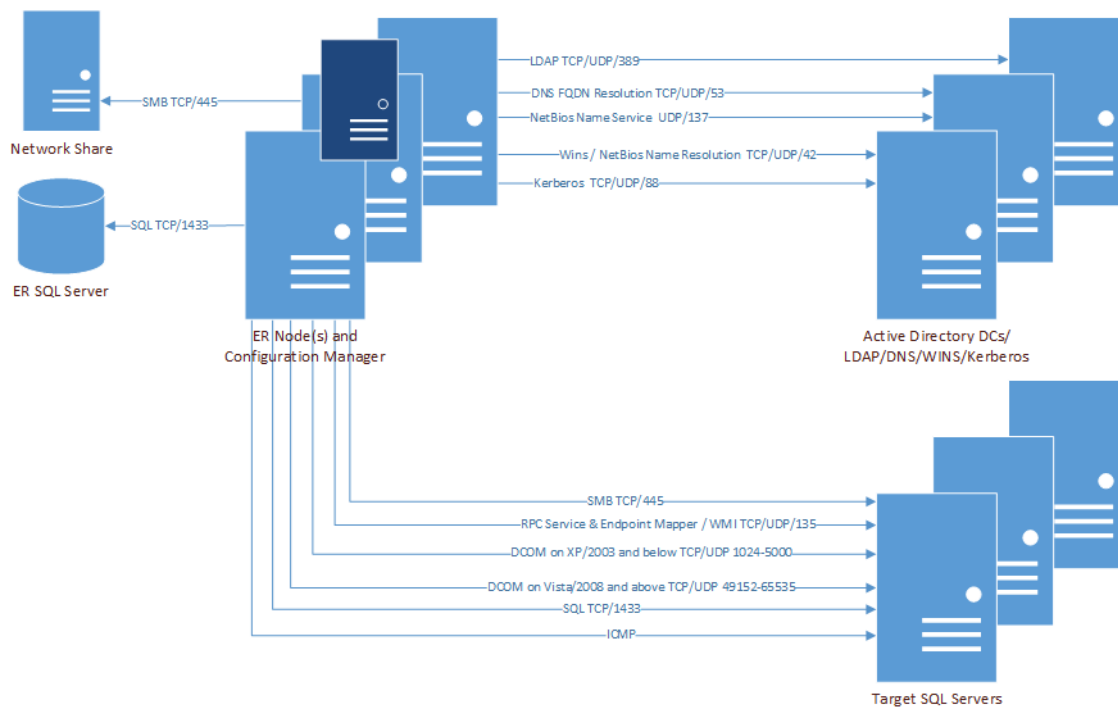 LDAP TCP/UDP/389
DNS FQDN Resolution TCP/UDP/53
SMB TCP/445
NetBios Name Service UDP/137
Network Share
Wins / NetBios Name Resolution TCP/UDP/42
Kerberos TCP/UDP/88
SQL TCP/1433
ER SQL Server
ER Node(s) and
Configuration Manager
Active Directory DCs/
LDAP/DNS/WINS/Kerberos
SMB TCP/445
RPC Service & Endpoint Mapper / WMI TCP/UDP/135
DCOM on XP/2003 and below TCP/UDP 1024-5000
DCOM on Vista/2008 and above TCP/UDP 49152-65535
SQL TCP/1433
ICMP
Target SQL Servers